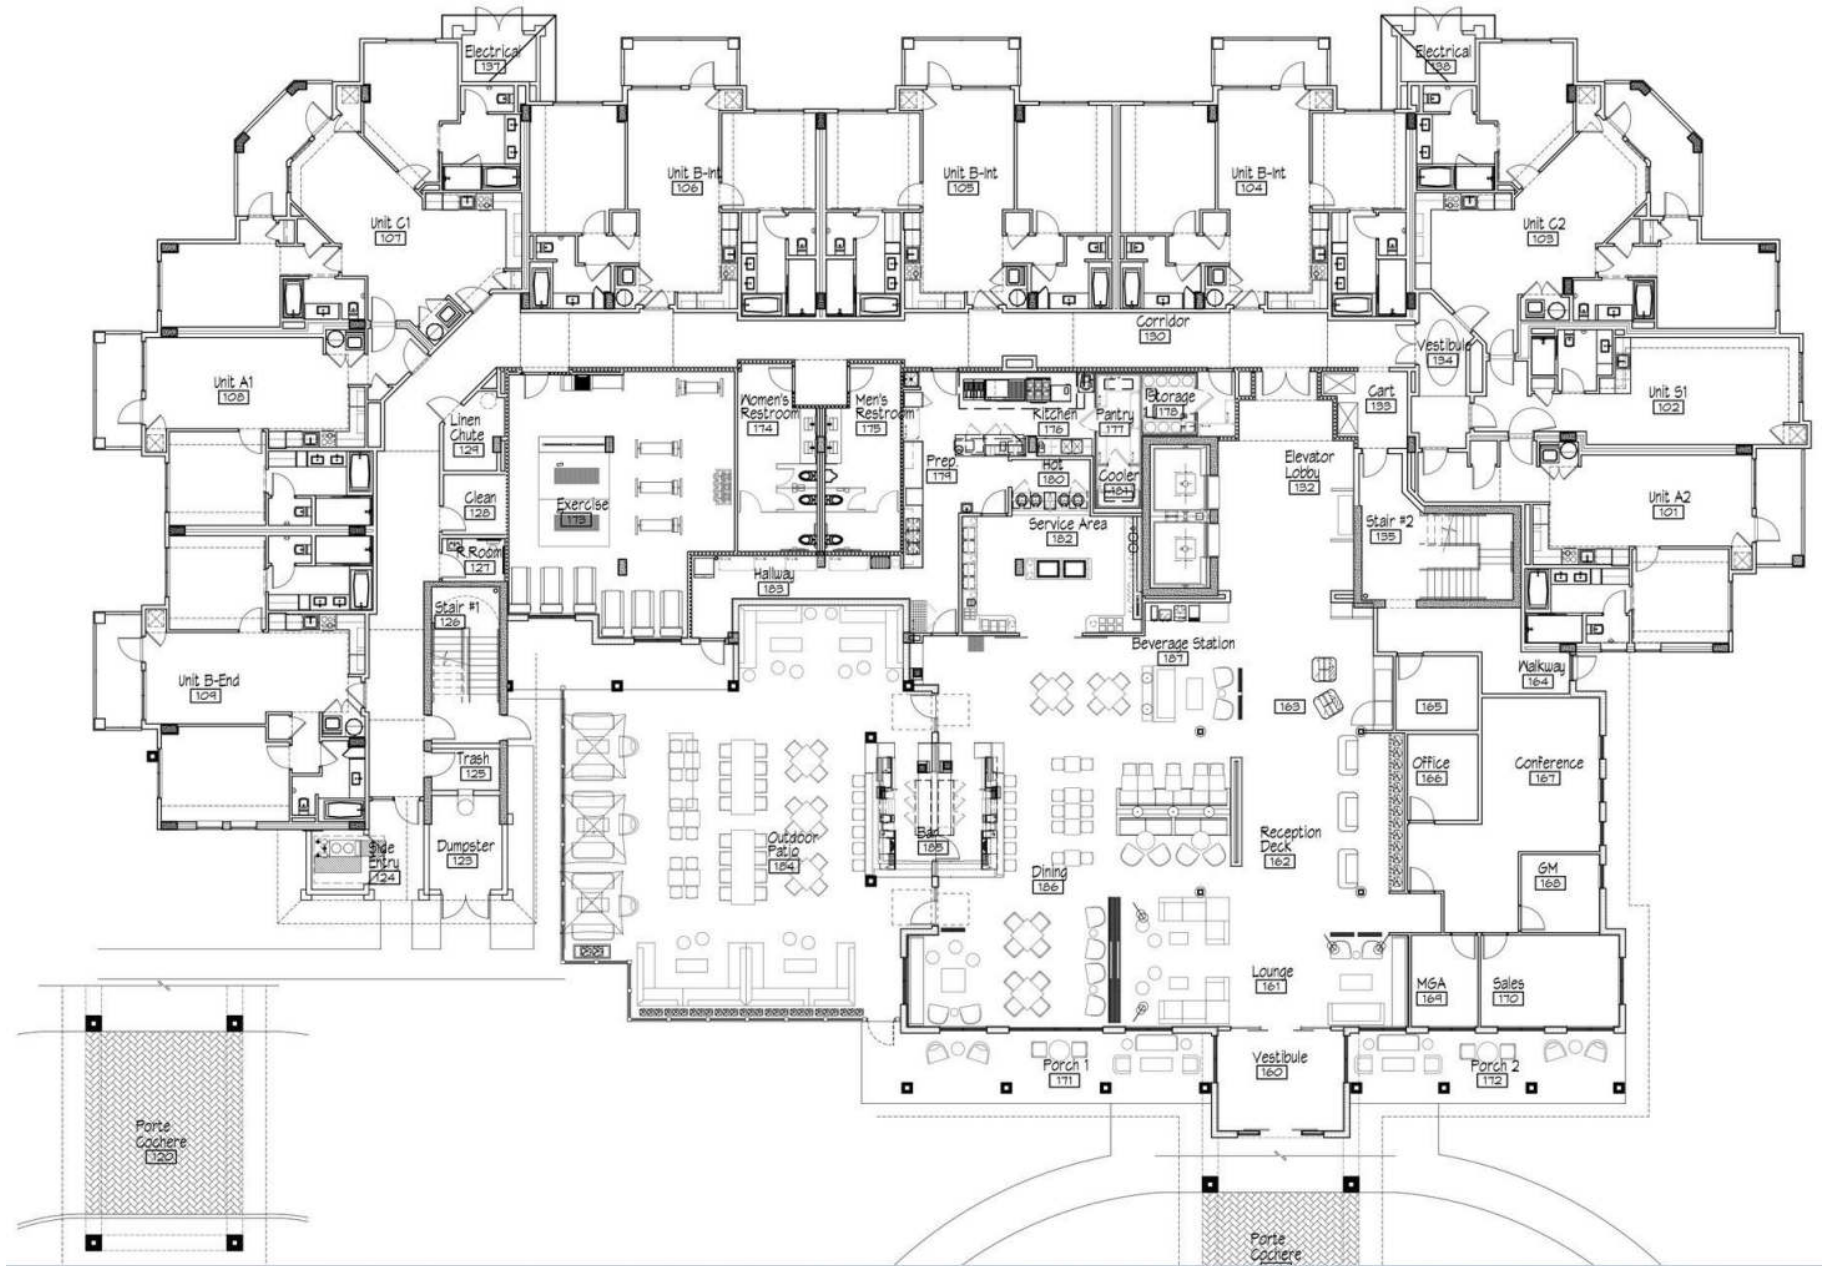 Electrical
137
Electrical
138
Unit B-Int
106
Unit B-Int
105
Unit B-Int
104
Unit C1
107
Unit C2
103
Corridor
130
Vestibule
134
Unit A1
108
Unit S1
102
Linen
Chute
129
Women's
Restroom
174
Men's
Restroom
175
Kitchen
176
Pantry
177
Storage
178
Cart
133
Prep.
179
Hot
180
Cooler
181
Elevator
Lobby
132
Clean
128
Exercise
173
Service Area
182
Stair #2
135
Unit A2
101
R.Room
127
Hallway
183
Stair #1
126
Beverage Station
187
Walkway
164
Unit B-End
109
163
165
Trash
125
Office
166
Conference
167
Side
Entry
124
Dumpster
123
Outdoor
Patio
184
Bar
185
Dining
186
Reception
Deck
162
GM
168
Lounge
161
MGA
169
Sales
170
Porch 1
171
Vestibule
160
Porch 2
172
Porte
Cochere
120
Porte
Cochere